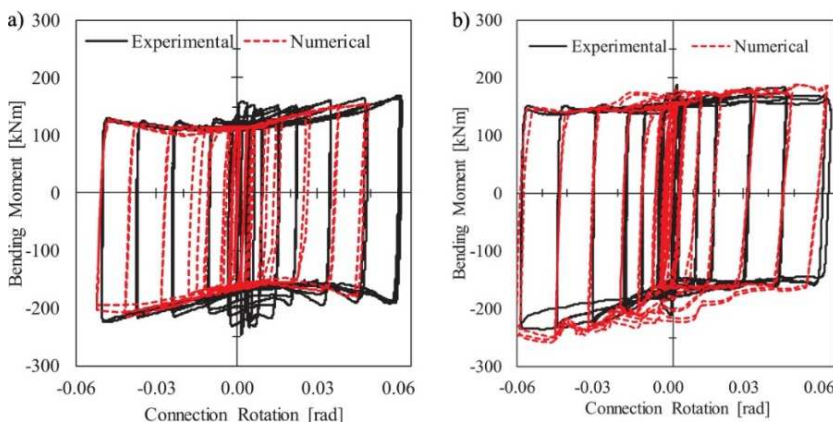 a)
300
200
100
0
-100
-200
-300
Bending Moment [kNm]
Experimental
Numerical
-0.06
-0.03
0.00
0.03
0.06
Connection Rotation [rad]
b)
300
200
100
0
-100
-200
-300
Bending Moment [kNm]
Experimental
Numerical
-0.06
-0.03
0.00
0.03
0.06
Connection Rotation [rad]